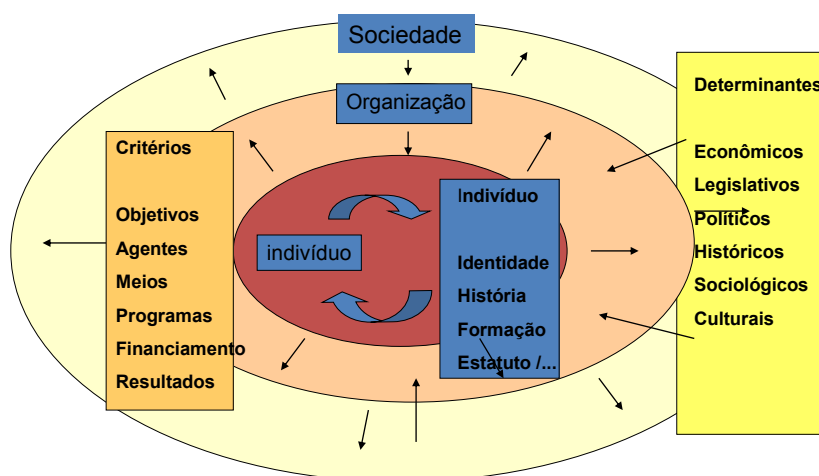 Sociedade
Organização
Critérios
Objetivos
Agentes
Meios
Programas
Financiamento
Resultados
indivíduo
Indivíduo
Identidade
História
Formação
Estatuto /...
Determinantes
Econômicos
Legislativos
Políticos
Históricos
Sociológicos
Culturais